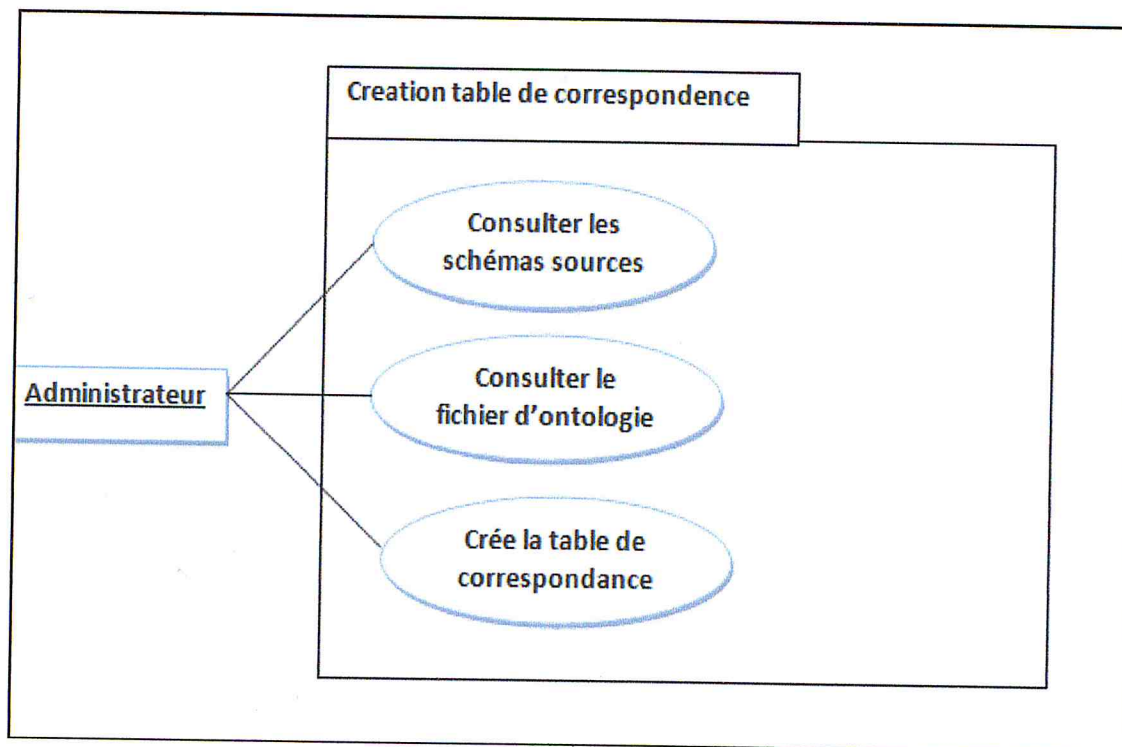 Creation table de correspondence
Consulter les
schémas sources
Administrateur
Consulter le
fichier d'ontologie
Crée la table de
correspondance